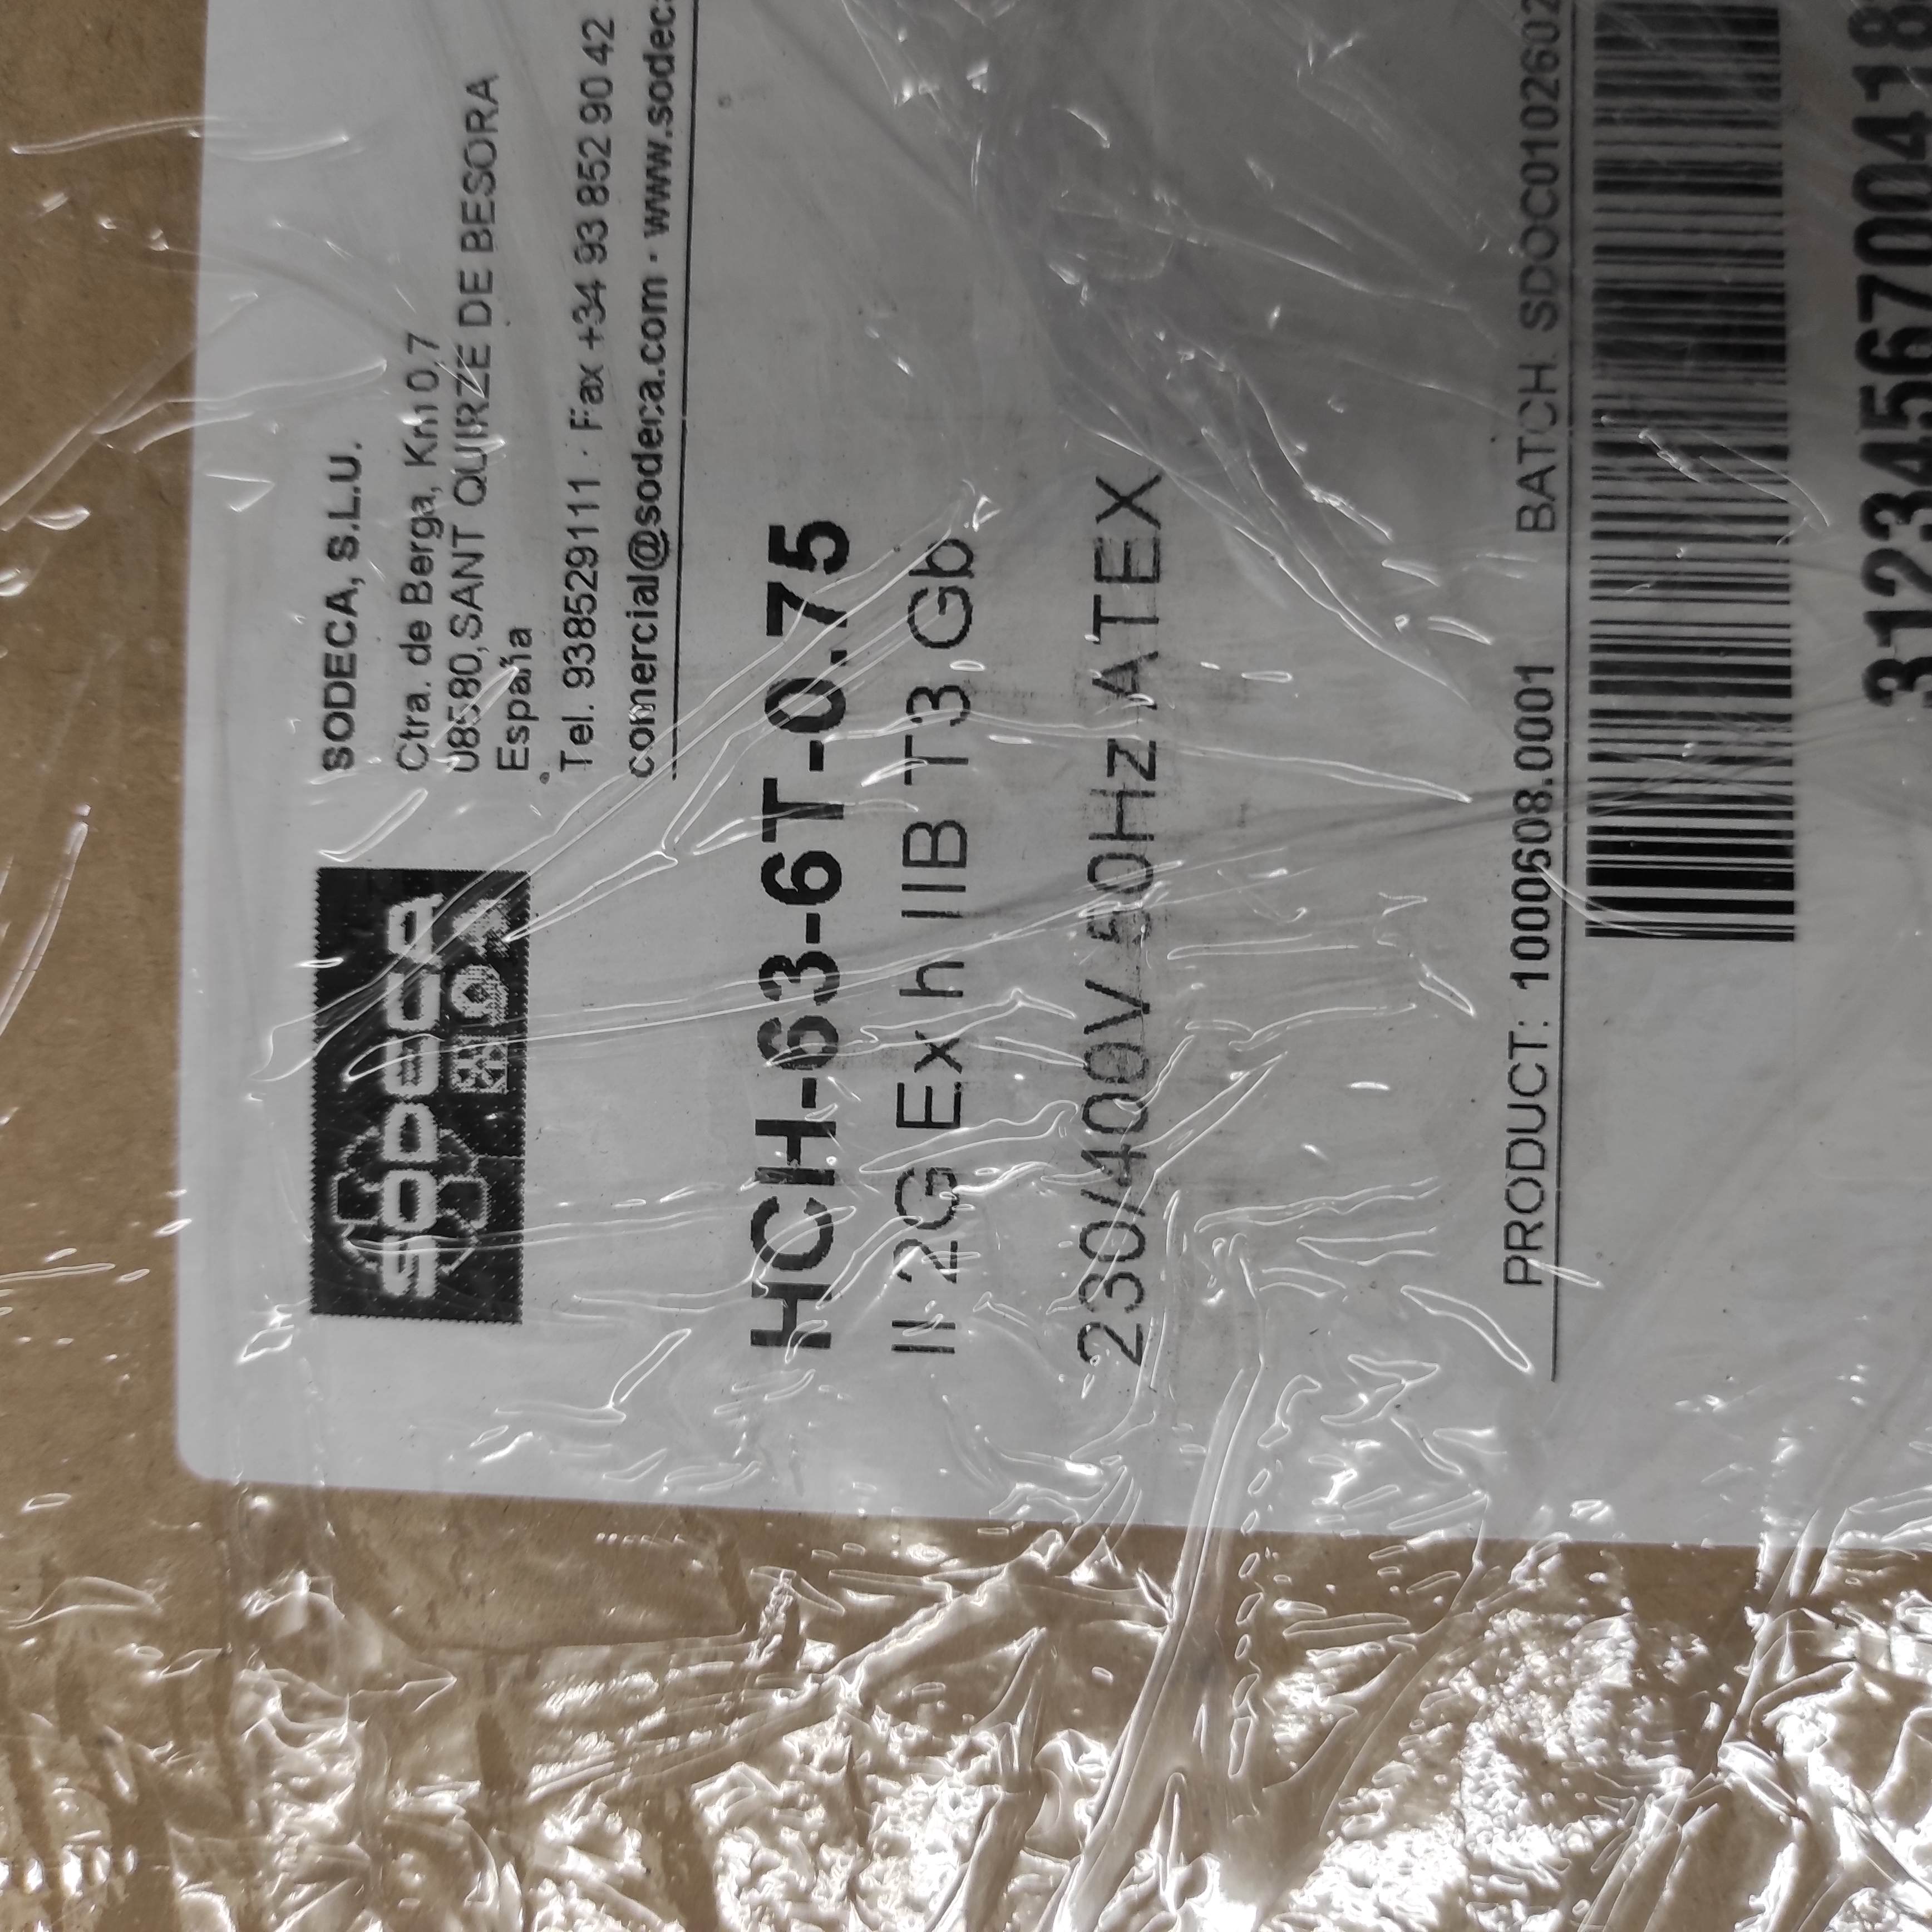 SODECA
SODECA, S.L.U.
Ctra. de Berga, Km 0,7
08580,SANT QUIRZE DE BESORA
España
Tel. 938529111 · Fax +34 93 852 90 42
comercial@sodeca.com · www.sodeca
HCH-63-6T-0.75
II 2G Ex h IIB T3 Gb
230/400V 50Hz ATEX
PRODUCT: 1000608.0001 BATCH: SDOC0102602
3123456700418